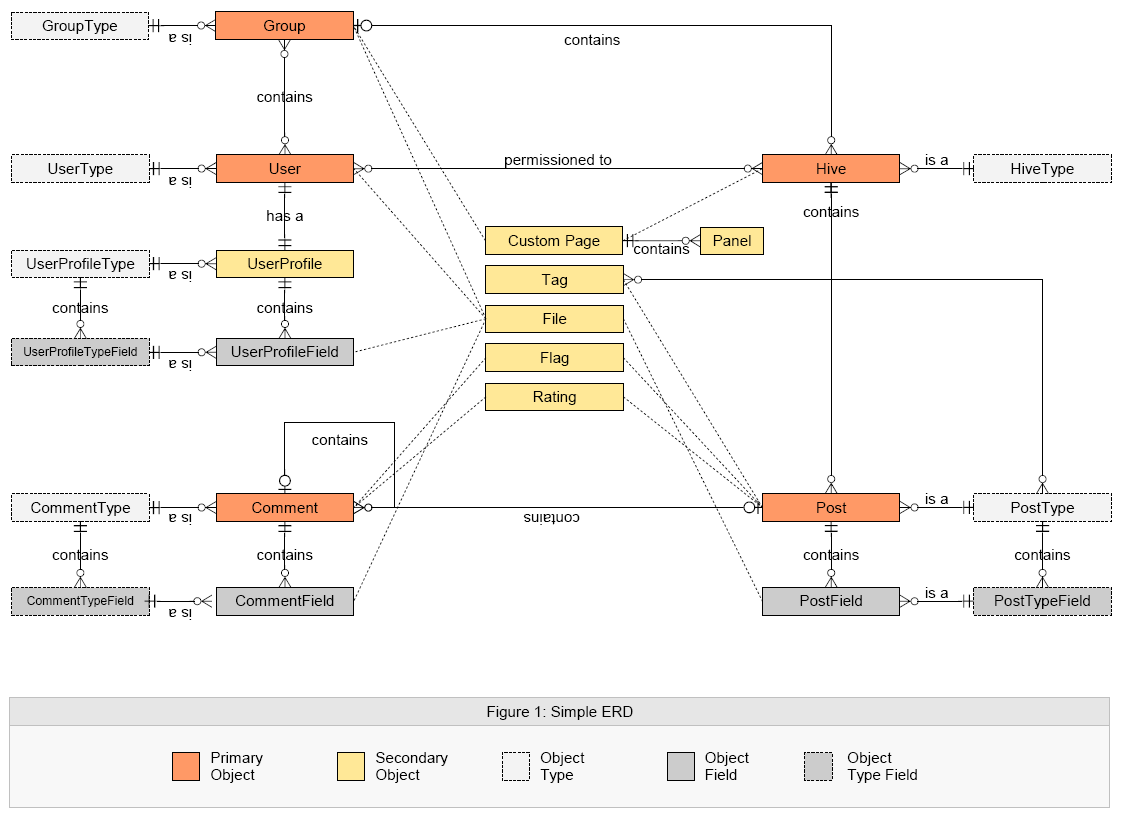 GroupType
is a
Group
contains
contains
UserType
is a
User
permissioned to
Hive
is a
HiveType
has a
contains
Custom Page
contains
Panel
UserProfileType
is a
UserProfile
Tag
contains
contains
File
UserProfileTypeField
is a
UserProfileField
Flag
Rating
contains
CommentType
is a
Comment
contains
Post
is a
PostType
contains
contains
contains
contains
CommentTypeField
is a
CommentField
PostField
is a
PostTypeField
Figure 1: Simple ERD
Primary
Object
Secondary
Object
Object
Type
Object
Field
Object
Type Field